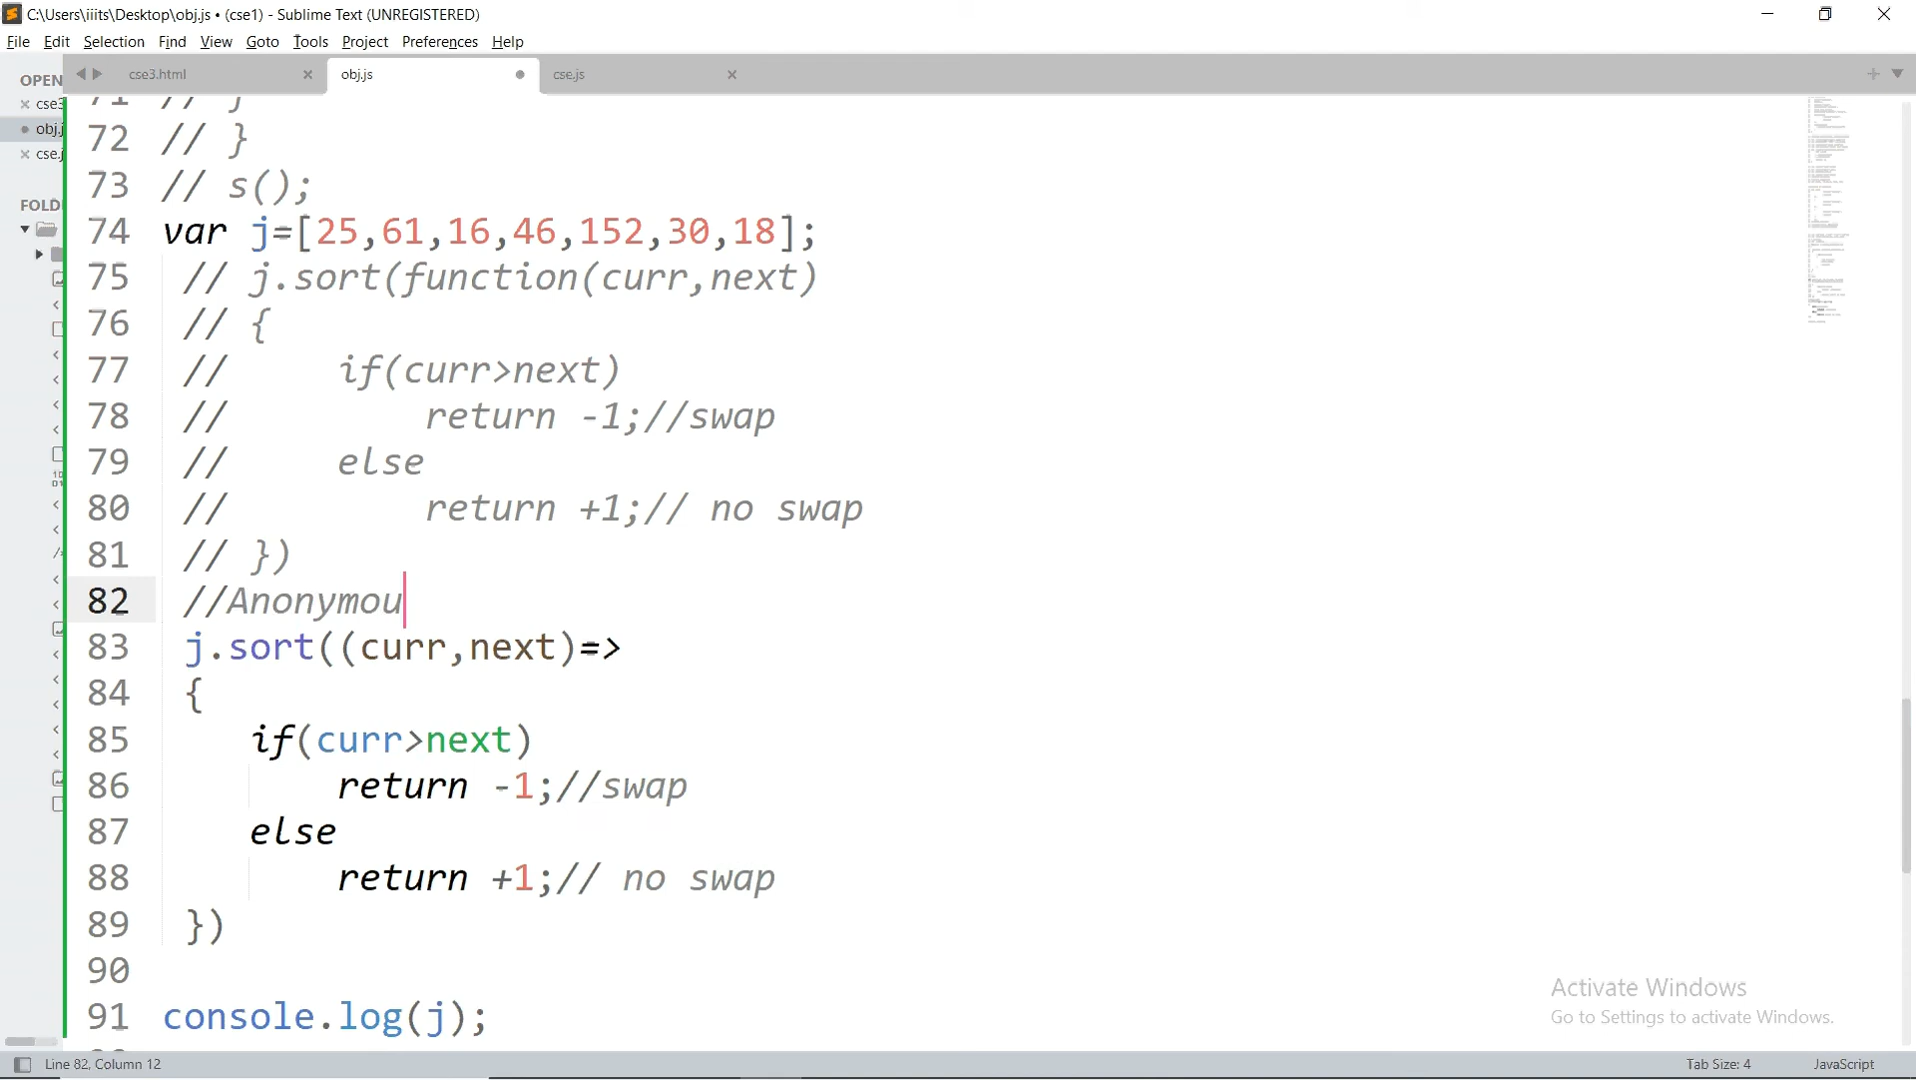 C:\Users\iiits\Desktop\obj.js • (cse1) - Sublime Text (UNREGISTERED)
File Edit Selection Find View Goto Tools Project Preferences Help
OPEN
cse3
obj.j
cse.j
FOLD
cse3.html
obj.js
cse.js
71 // }
72 // }
73 // s();
74 var j=[25,61,16,46,152,30,18];
75 // j.sort(function(curr,next)
76 // {
77 // if(curr>next)
78 // return -1;//swap
79 // else
80 // return +1;// no swap
81 // })
82 //Anonymou
83 j.sort((curr,next)=>
84 {
85 if(curr>next)
86 return -1;//swap
87 else
88 return +1;// no swap
89 })
90
91 console.log(j);
Activate Windows
Go to Settings to activate Windows.
Line 82, Column 12
Tab Size: 4
JavaScript